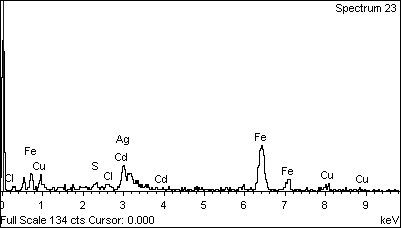 Spectrum 23
Fe
Cl
Cu
S
Cl
Ag
Cd
Cd
Fe
Fe
Cu
Cu
0 1 2 3 4 5 6 7 8 9
Full Scale 134 cts Cursor: 0.000 keV